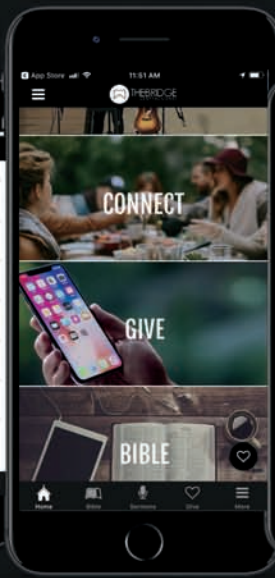 App Store 11:51 AM
THEBRIDGE
CONNECT
GIVE
BIBLE
Home Bible Sermons Give More